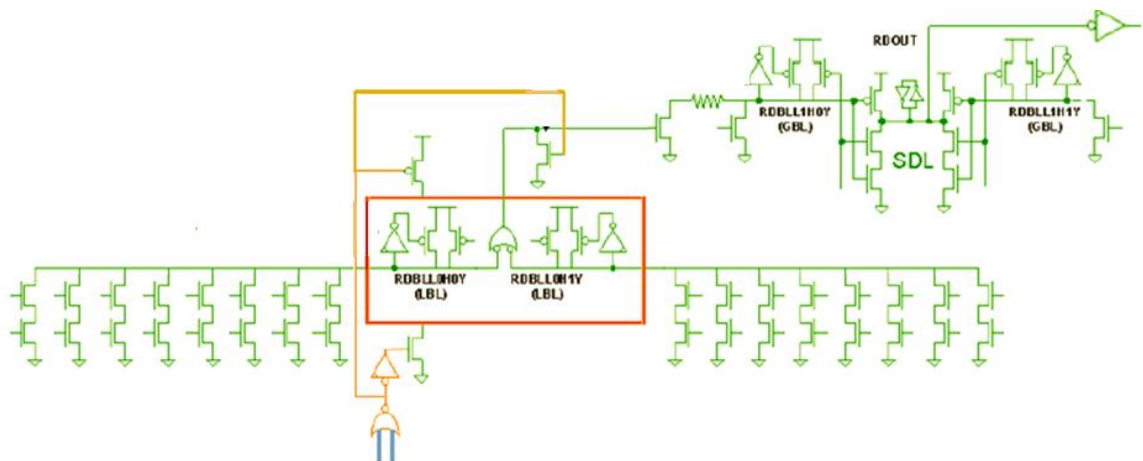 RDOUT
RDBLL1H0Y
(GBL)
RDBLL1H1Y
(GBL)
SDL
RDBLL0H0Y
(LBL)
RDBLL0H1Y
(LBL)